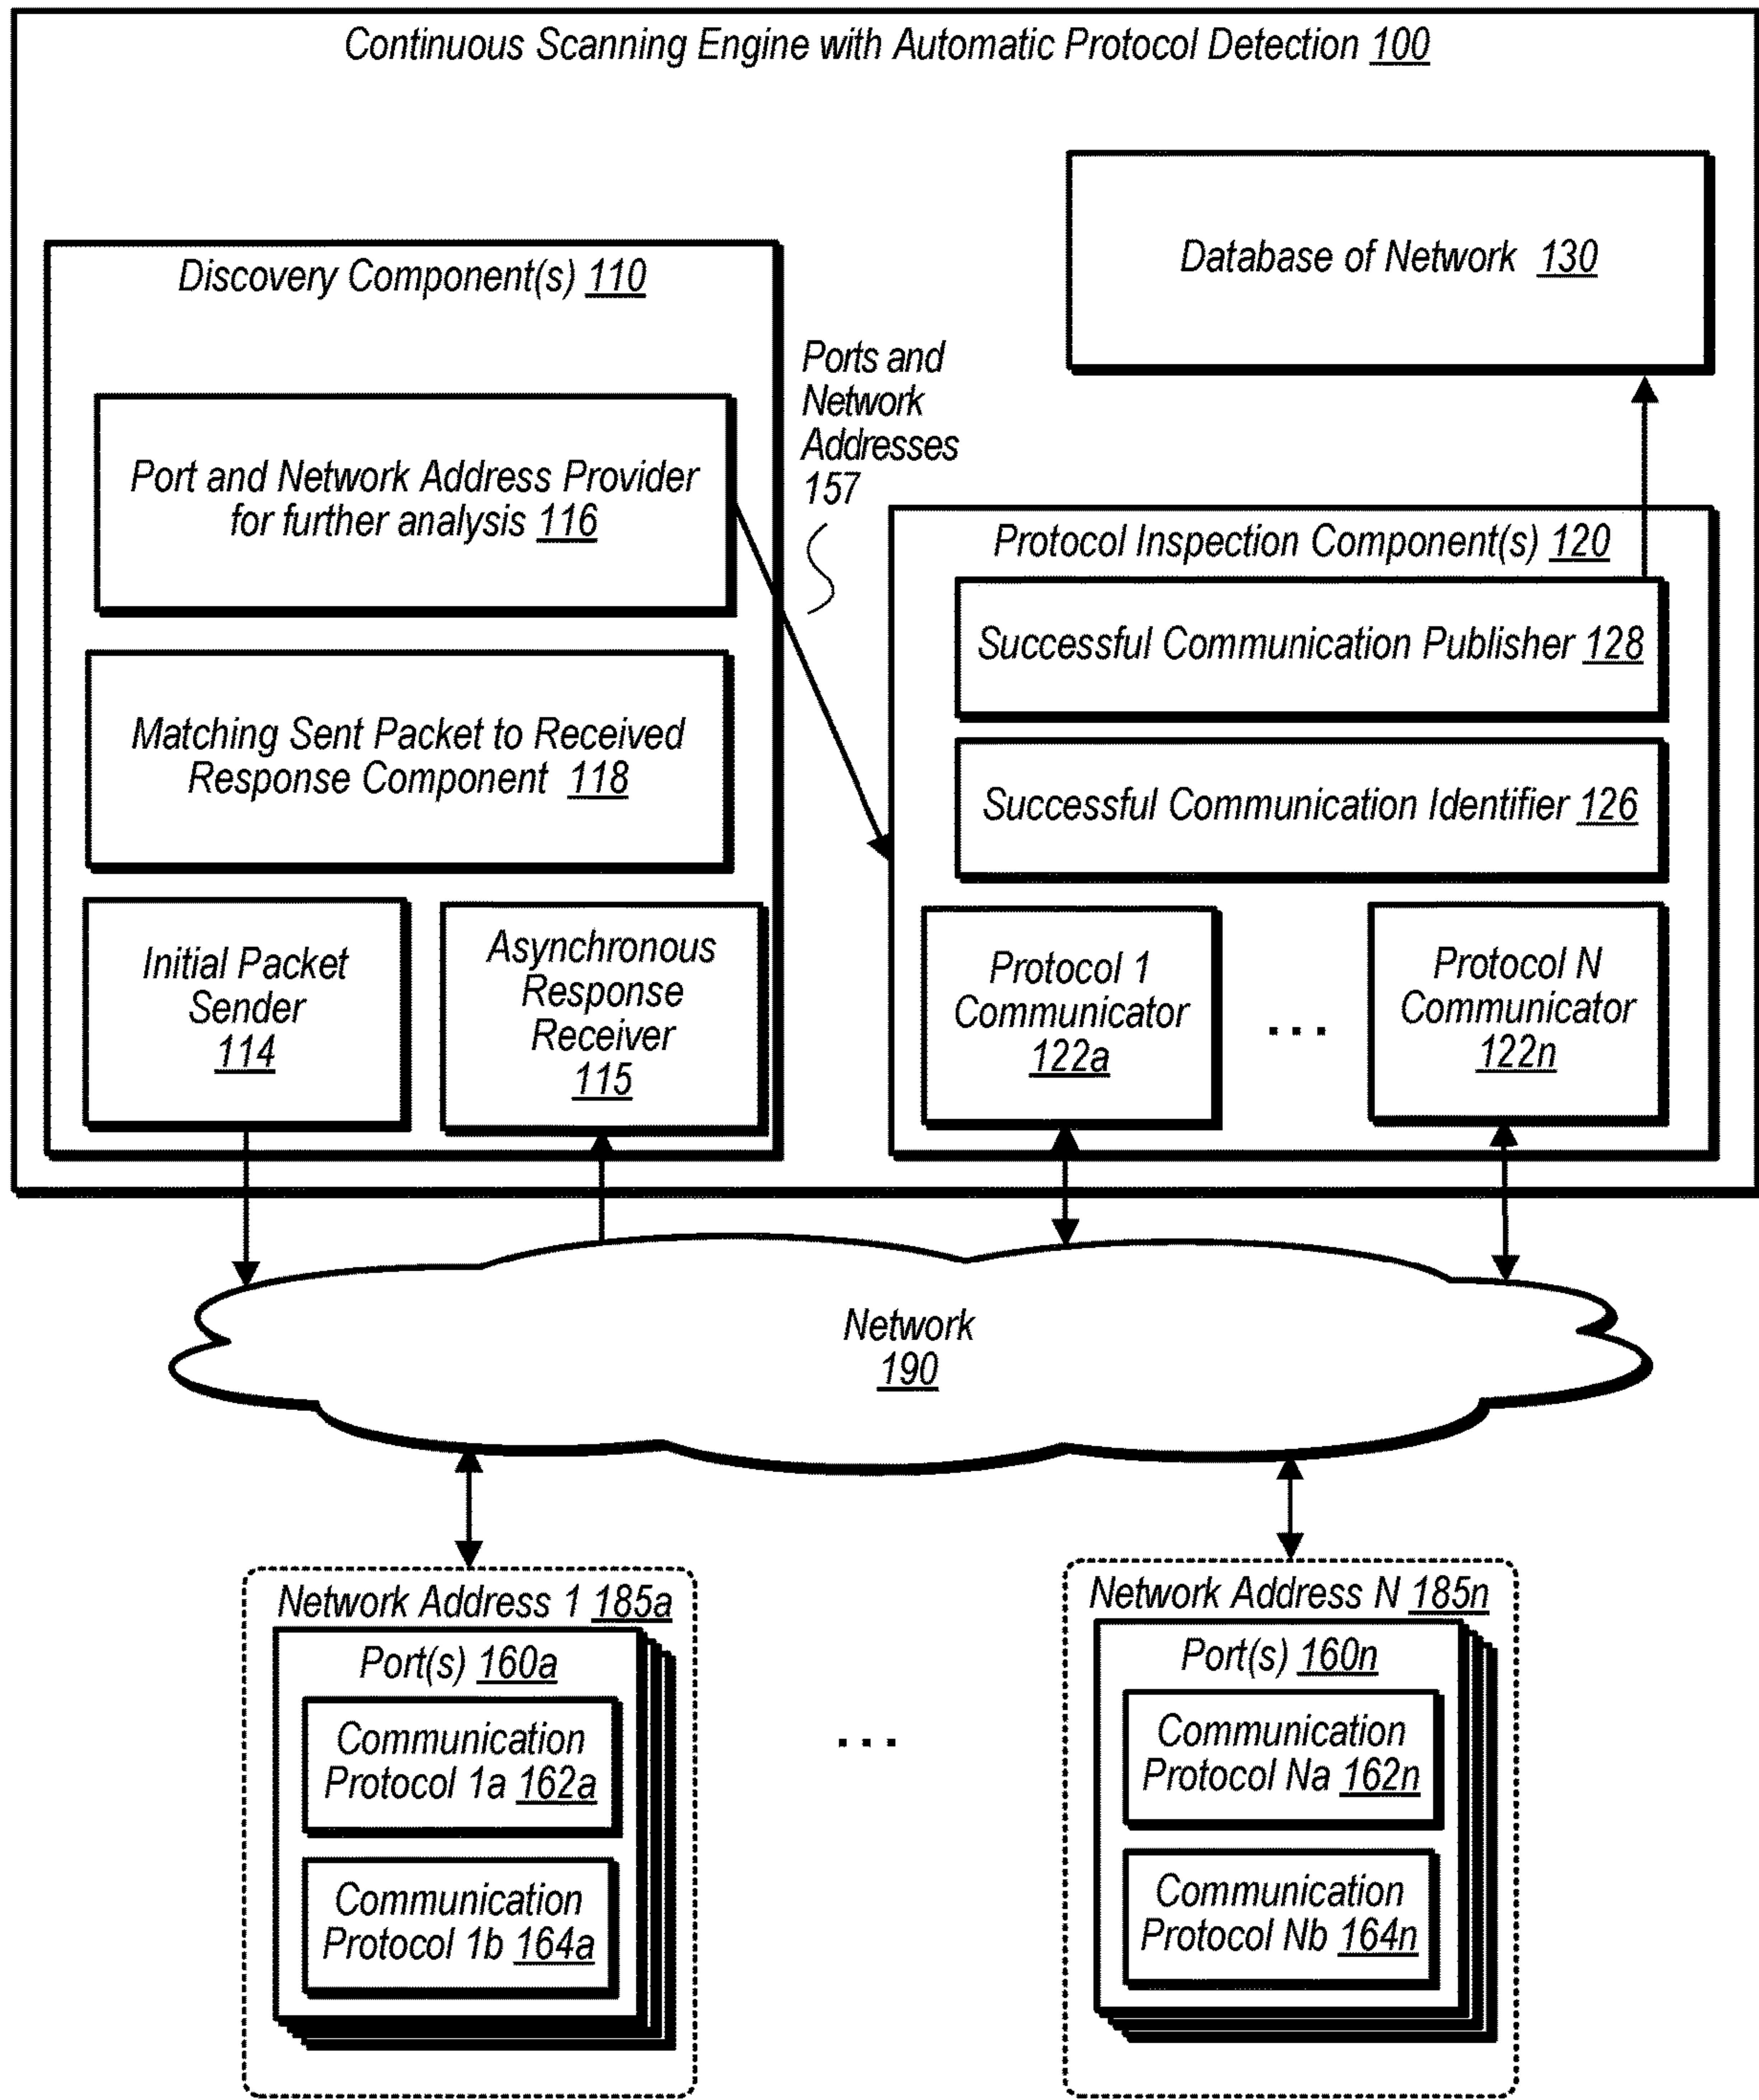 Continuous Scanning Engine with Automatic Protocol Detection 100
Database of Network 130
Discovery Component(s) 110
Ports and
Network
Addresses
157
Port and Network Address Provider
for further analysis 116
Protocol Inspection Component(s) 120
Successful Communication Publisher 128
Matching Sent Packet to Received
Response Component 118
Successful Communication Identifier 126
Initial Packet
Sender
114
Asynchronous
Response
Receiver
115
Protocol 1
Communicator
122a
...
Protocol N
Communicator
122n
Network
190
Network Address 1 185a
Port(s) 160a
Communication
Protocol 1a 162a
Communication
Protocol 1b 164a
...
Network Address N 185n
Port(s) 160n
Communication
Protocol Na 162n
Communication
Protocol Nb 164n